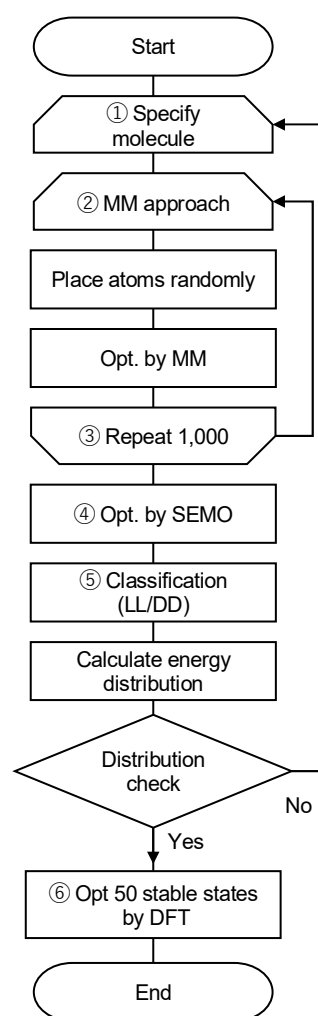 Start
① Specify
molecule
② MM approach
Place atoms randomly
Opt. by MM
③ Repeat 1,000
④ Opt. by SEMO
⑤ Classification
(LL/DD)
Calculate energy
distribution
Distribution
check
No
Yes
⑥ Opt 50 stable states
by DFT
End